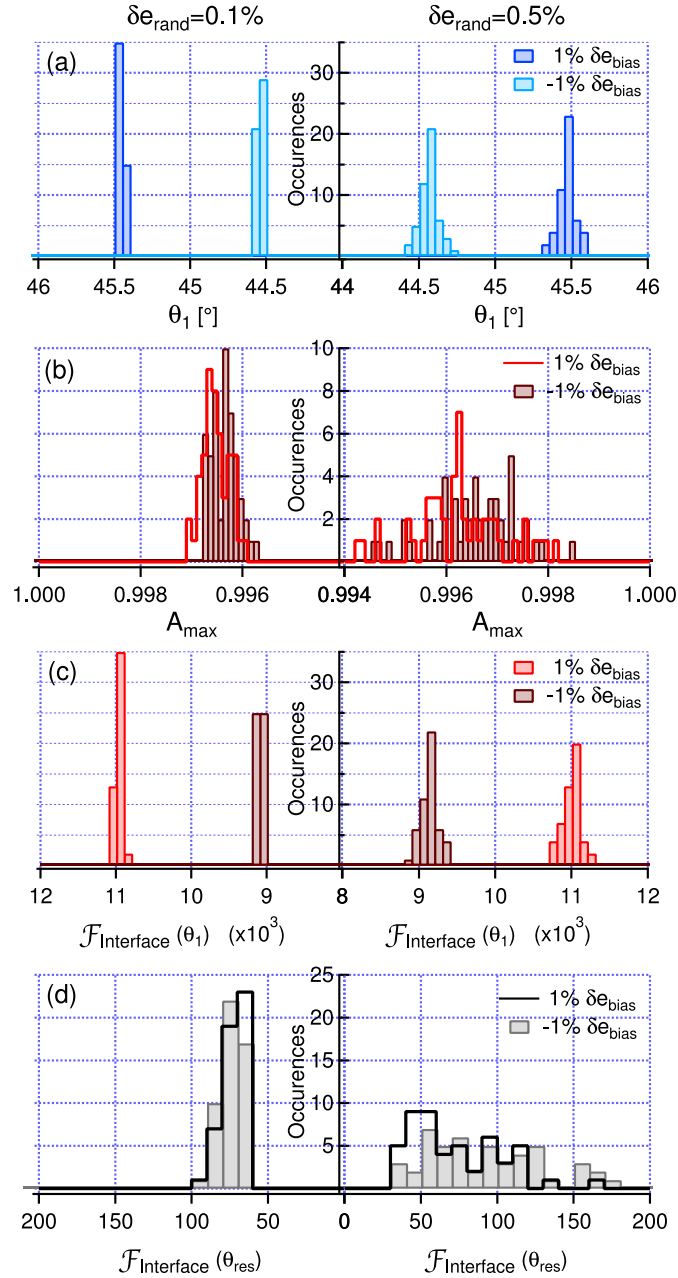 δe_rand=0.1% δe_rand=0.5%
(a)
1% δe_bias
-1% δe_bias
30
20
10
Occurences
46 45.5 45 44.5 44 44.5 45 45.5 46
θ_1 [°] θ_1 [°]
(b)
1% δe_bias
-1% δe_bias
10
8
6
4
2
Occurences
1.000 0.998 0.996 0.994 0.996 0.998 1.000
A_max A_max
(c)
1% δe_bias
-1% δe_bias
30
20
10
Occurences
12 11 10 9 8 9 10 11 12
ℱ_Interface (θ_1) (x10^3) ℱ_Interface (θ_1) (x10^3)
(d)
1% δe_bias
-1% δe_bias
25
20
15
10
5
Occurences
200 150 100 50 0 50 100 150 200
ℱ_Interface (θ_res) ℱ_Interface (θ_res)